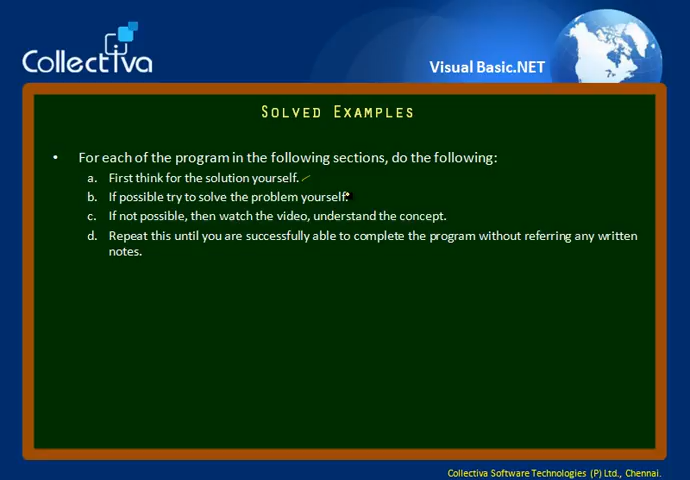 Collectiva
Visual Basic.NET
Solved Examples
• For each of the program in the following sections, do the following:
a. First think for the solution yourself.
b. If possible try to solve the problem yourself.
c. If not possible, then watch the video, understand the concept.
d. Repeat this until you are successfully able to complete the program without referring any written
notes.
Collectiva Software Technologies (P) Ltd., Chennai.